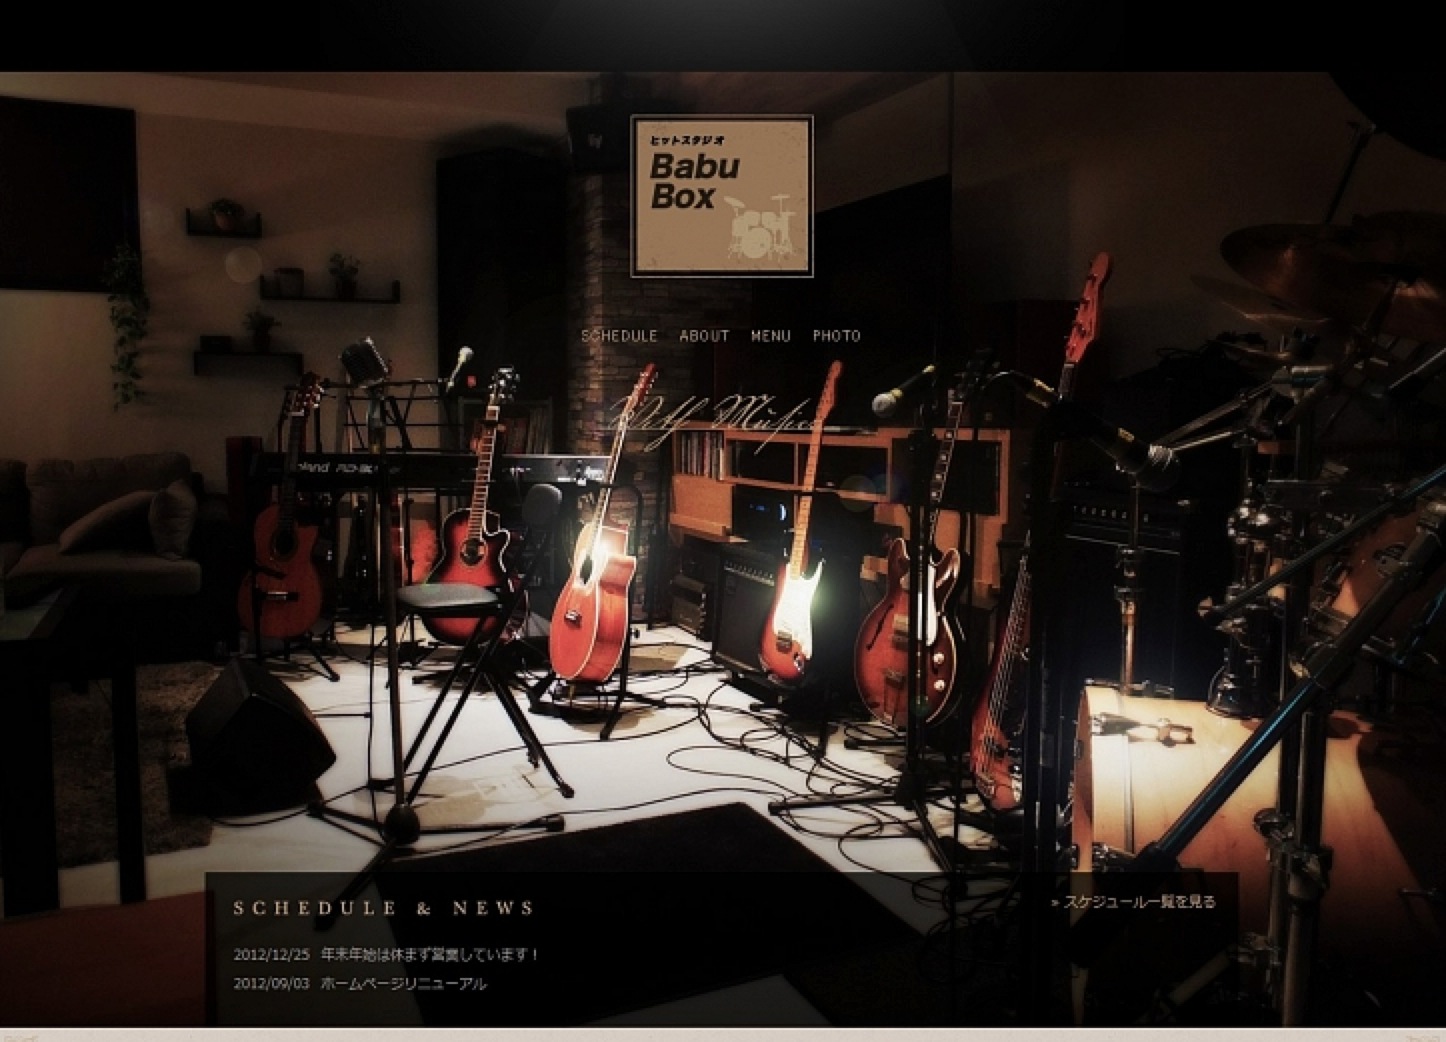 ヒットスタジオ
Babu
Box
SCHEDULE ABOUT MENU PHOTO
With Music
Roland
SCHEDULE & NEWS
» スケジュール一覧を見る
2012/12/25 年末年始は休まず営業しています!
2012/09/03 ホームページリニューアル